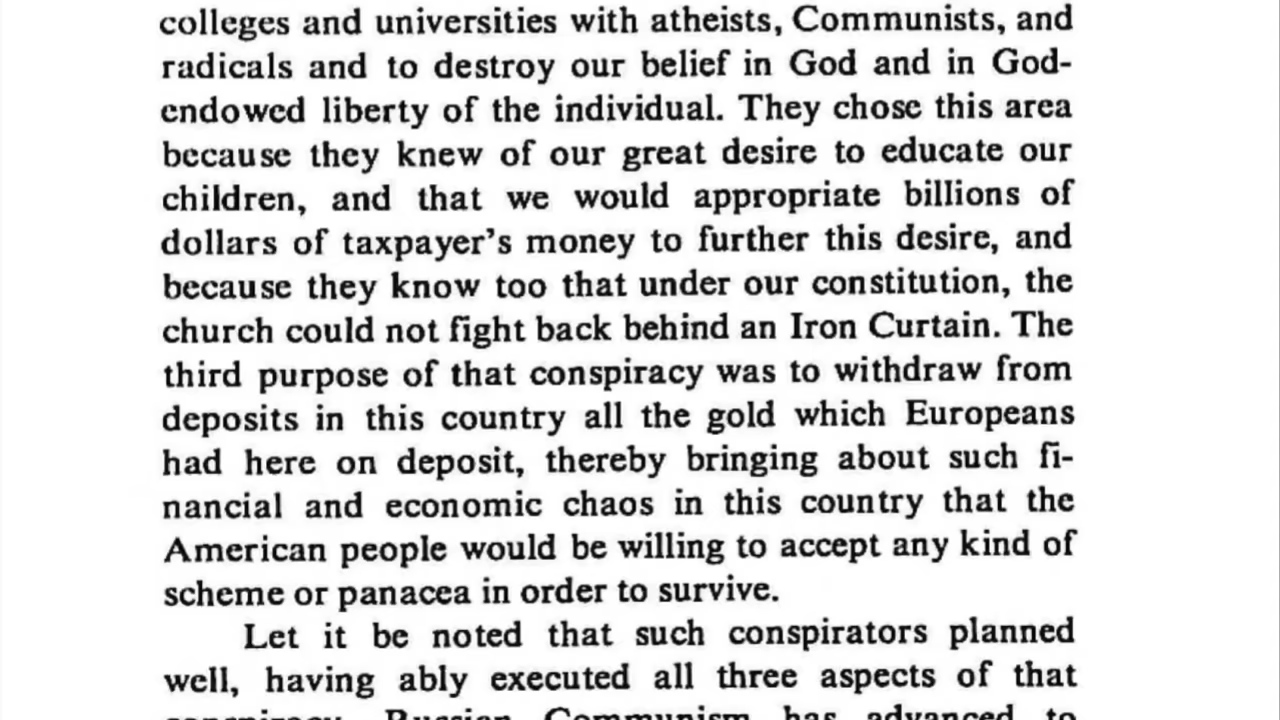 colleges and universities with atheists, Communists, and
radicals and to destroy our belief in God and in God-
endowed liberty of the individual. They chose this area
because they knew of our great desire to educate our
children, and that we would appropriate billions of
dollars of taxpayer's money to further this desire, and
because they know too that under our constitution, the
church could not fight back behind an Iron Curtain. The
third purpose of that conspiracy was to withdraw from
deposits in this country all the gold which Europeans
had here on deposit, thereby bringing about such fi-
nancial and economic chaos in this country that the
American people would be willing to accept any kind of
scheme or panacea in order to survive.
Let it be noted that such conspirators planned
well, having ably executed all three aspects of that
conspiracy. Russian Communism has advanced to